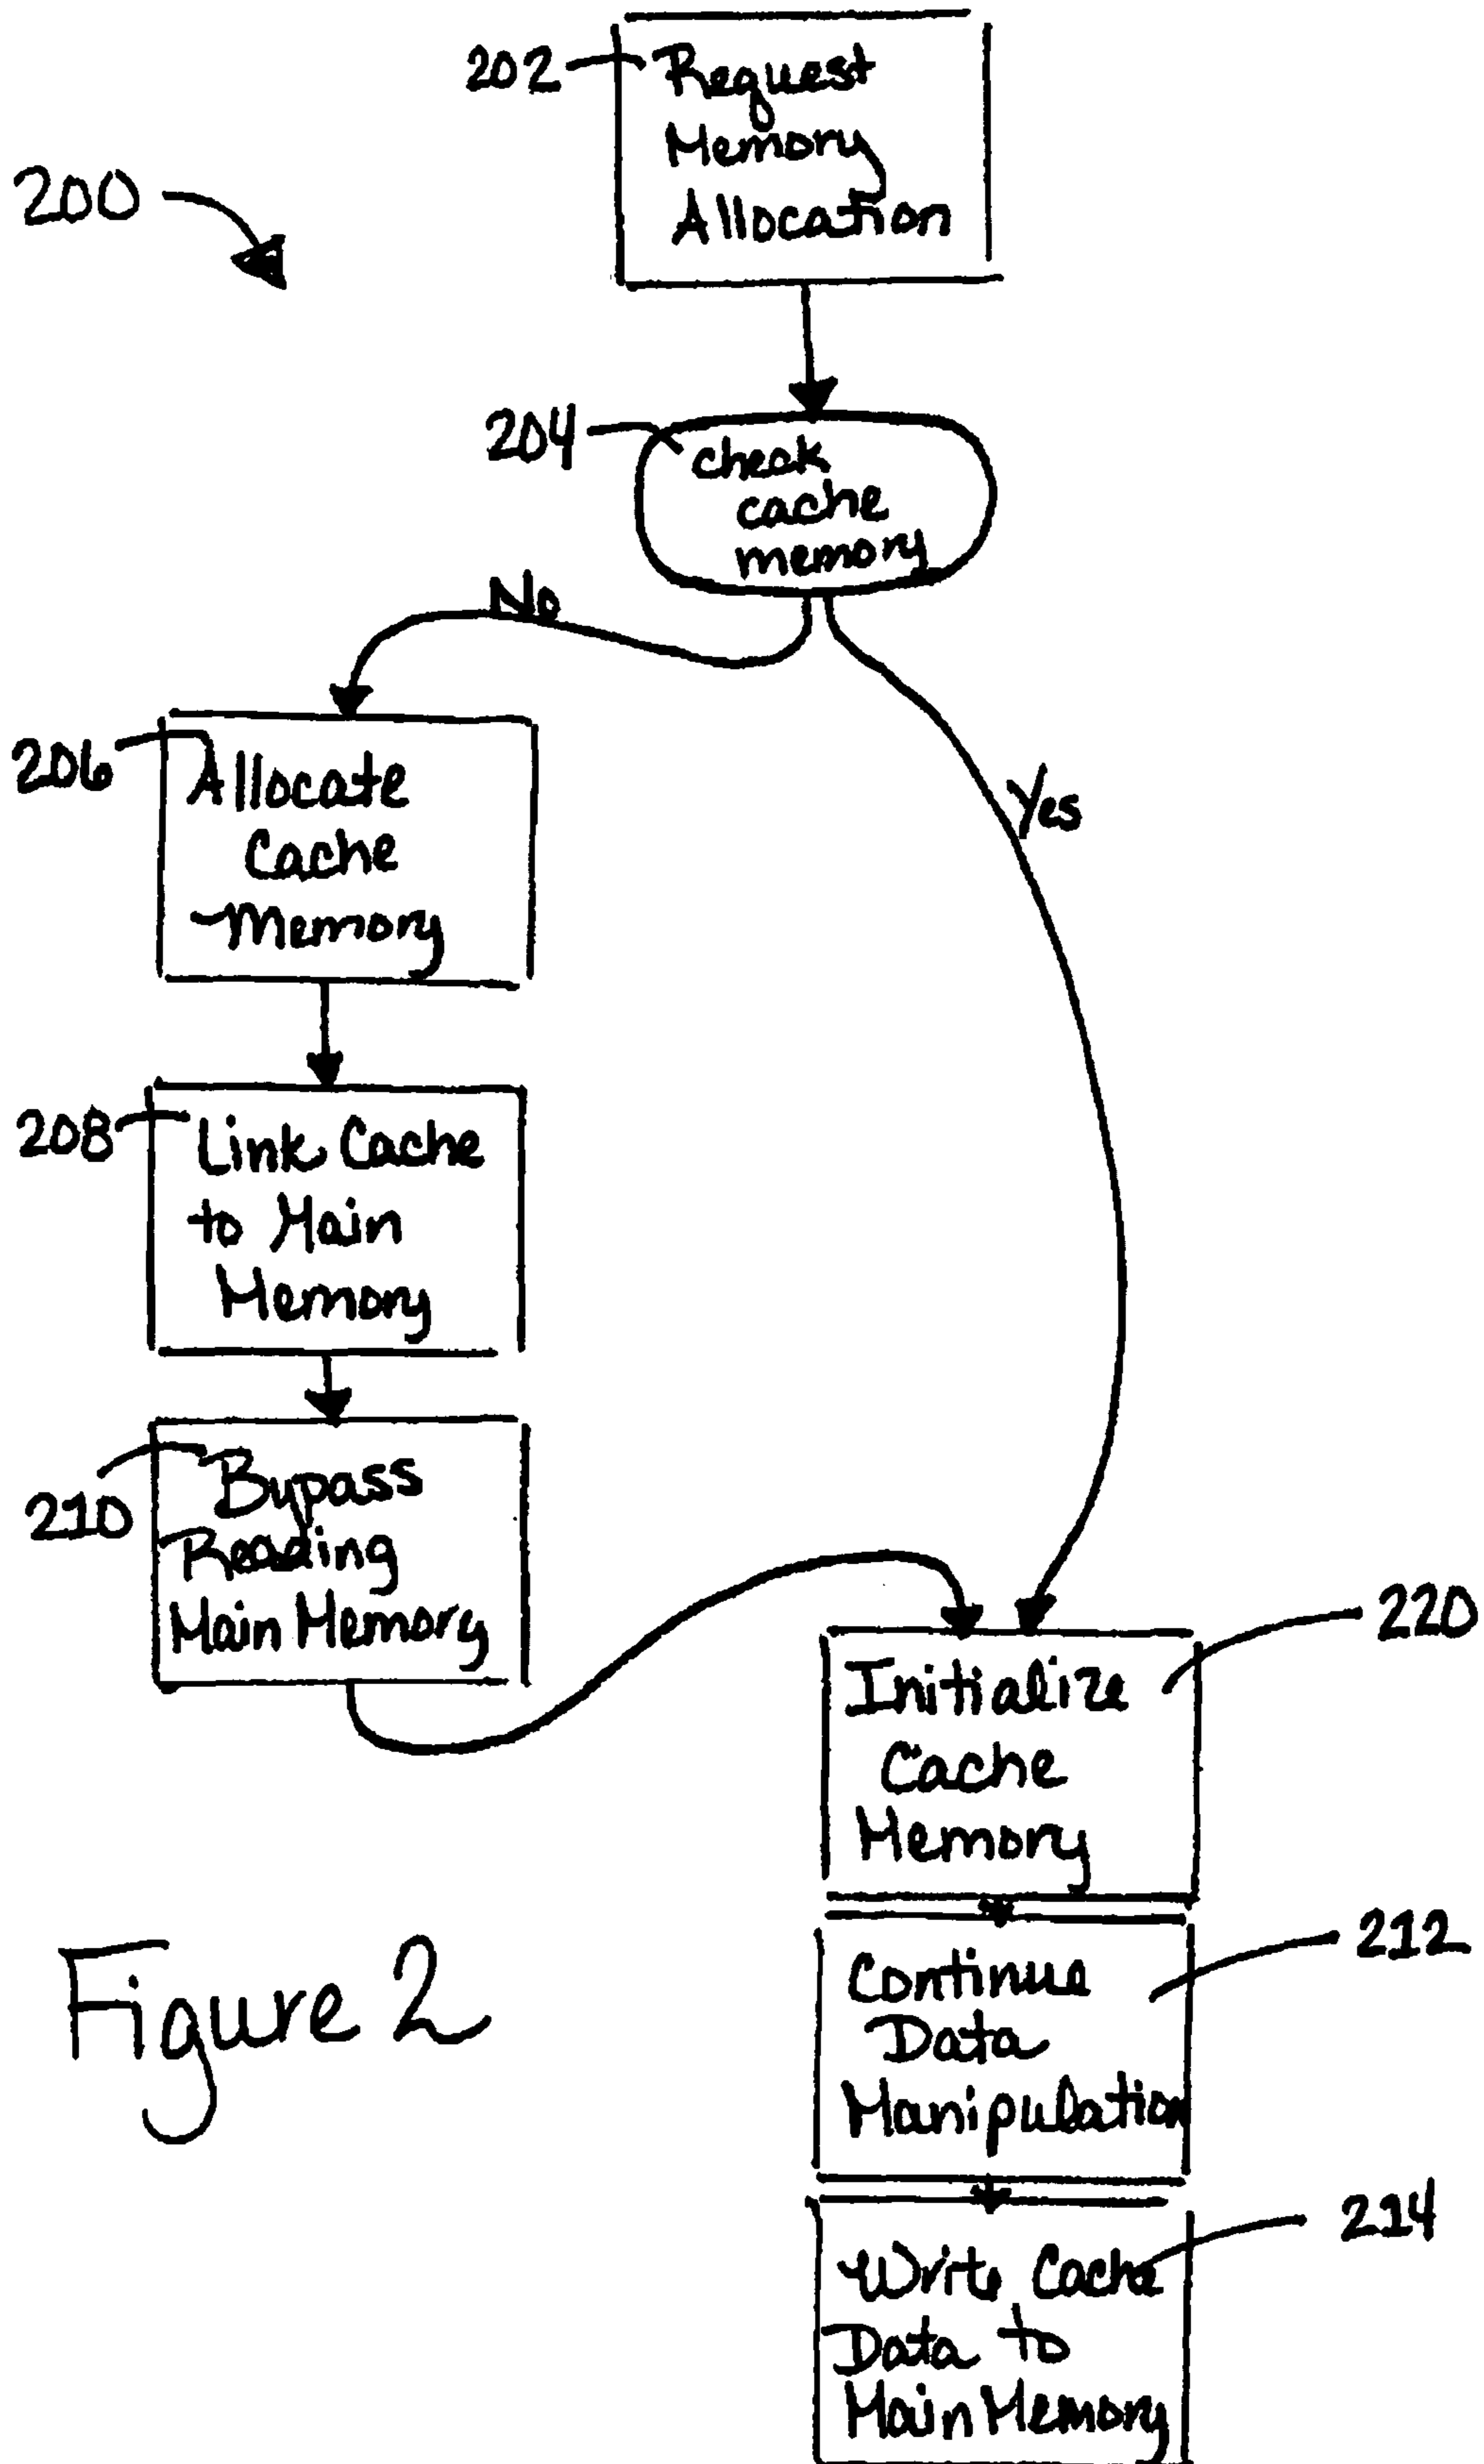 202
Request
Memory
Allocation
200
204
check
cache
memory
No
Yes
206
Allocate
Cache
Memory
208
Link Cache
to Main
Memory
210
Bypass
Reading
Main Memory
220
Initialize
Cache
Memory
212
Continue
Data
Manipulation
214
Write Cache
Data to
Main Memory
Figure 2